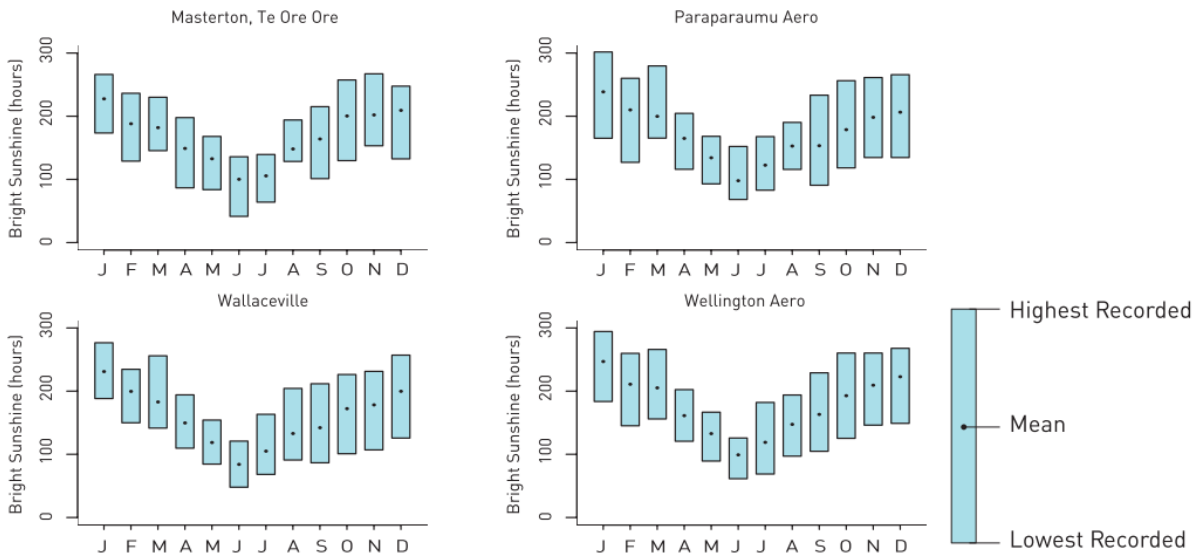 Masterton, Te Ore Ore
Bright Sunshine (hours)
300
200
100
0
J F M A M J J A S O N D
Paraparaumu Aero
Bright Sunshine (hours)
300
200
100
0
J F M A M J J A S O N D
Wallaceville
Bright Sunshine (hours)
300
200
100
0
J F M A M J J A S O N D
Wellington Aero
Bright Sunshine (hours)
300
200
100
0
J F M A M J J A S O N D
Highest Recorded
Mean
Lowest Recorded